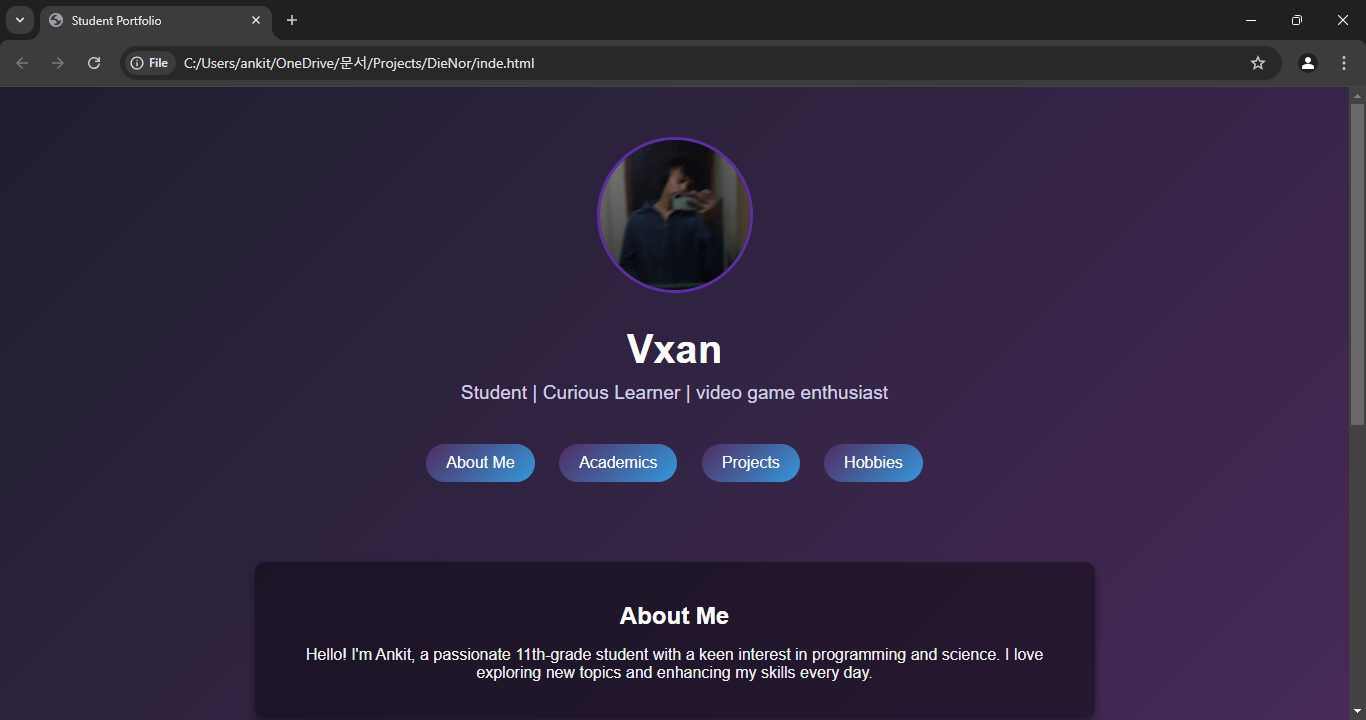 Student Portfolio
File C:/Users/ankit/OneDrive/문서/Projects/DieNor/inde.html
Vxan
Student | Curious Learner | video game enthusiast
About Me Academics Projects Hobbies
About Me
Hello! I'm Ankit, a passionate 11th-grade student with a keen interest in programming and science. I love
exploring new topics and enhancing my skills every day.